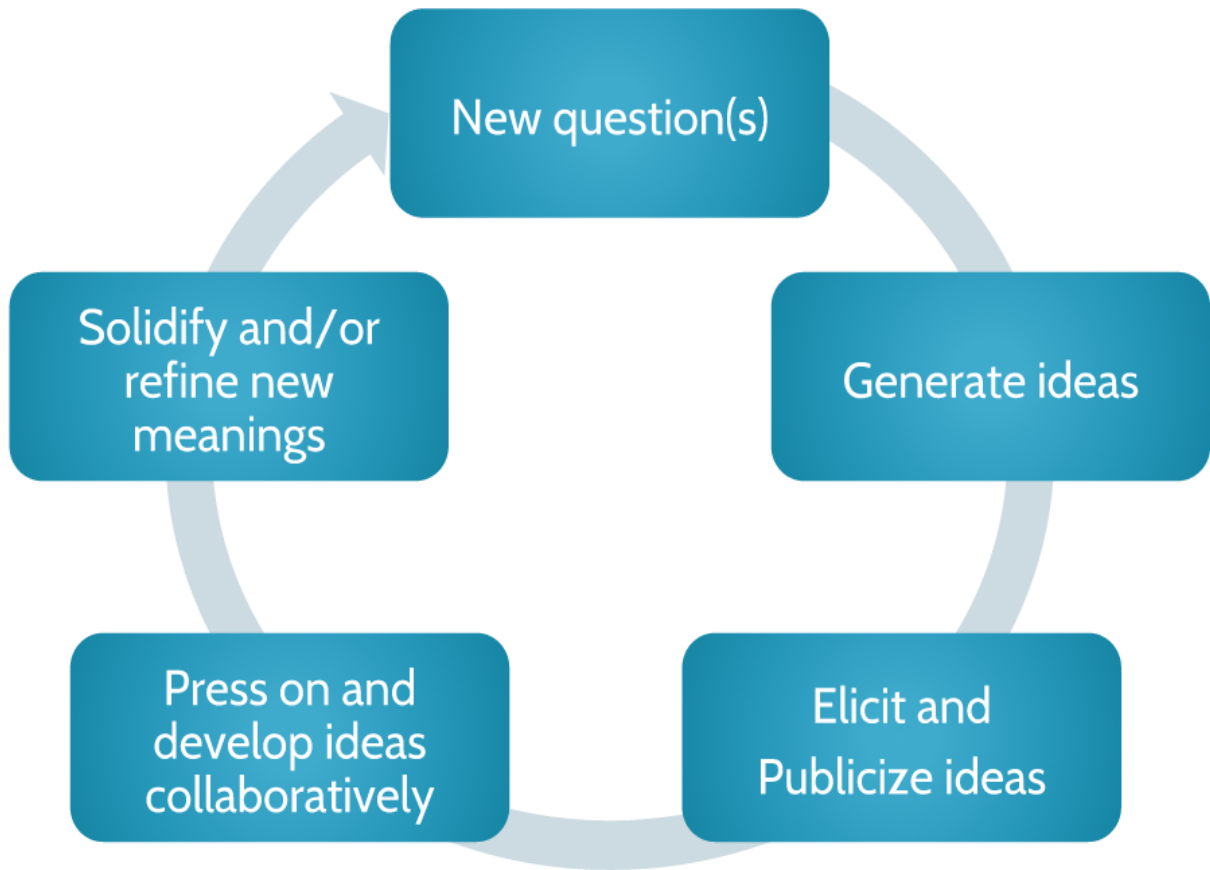 New question(s)
Generate ideas
Elicit and
Publicize ideas
Press on and
develop ideas
collaboratively
Solidify and/or
refine new
meanings